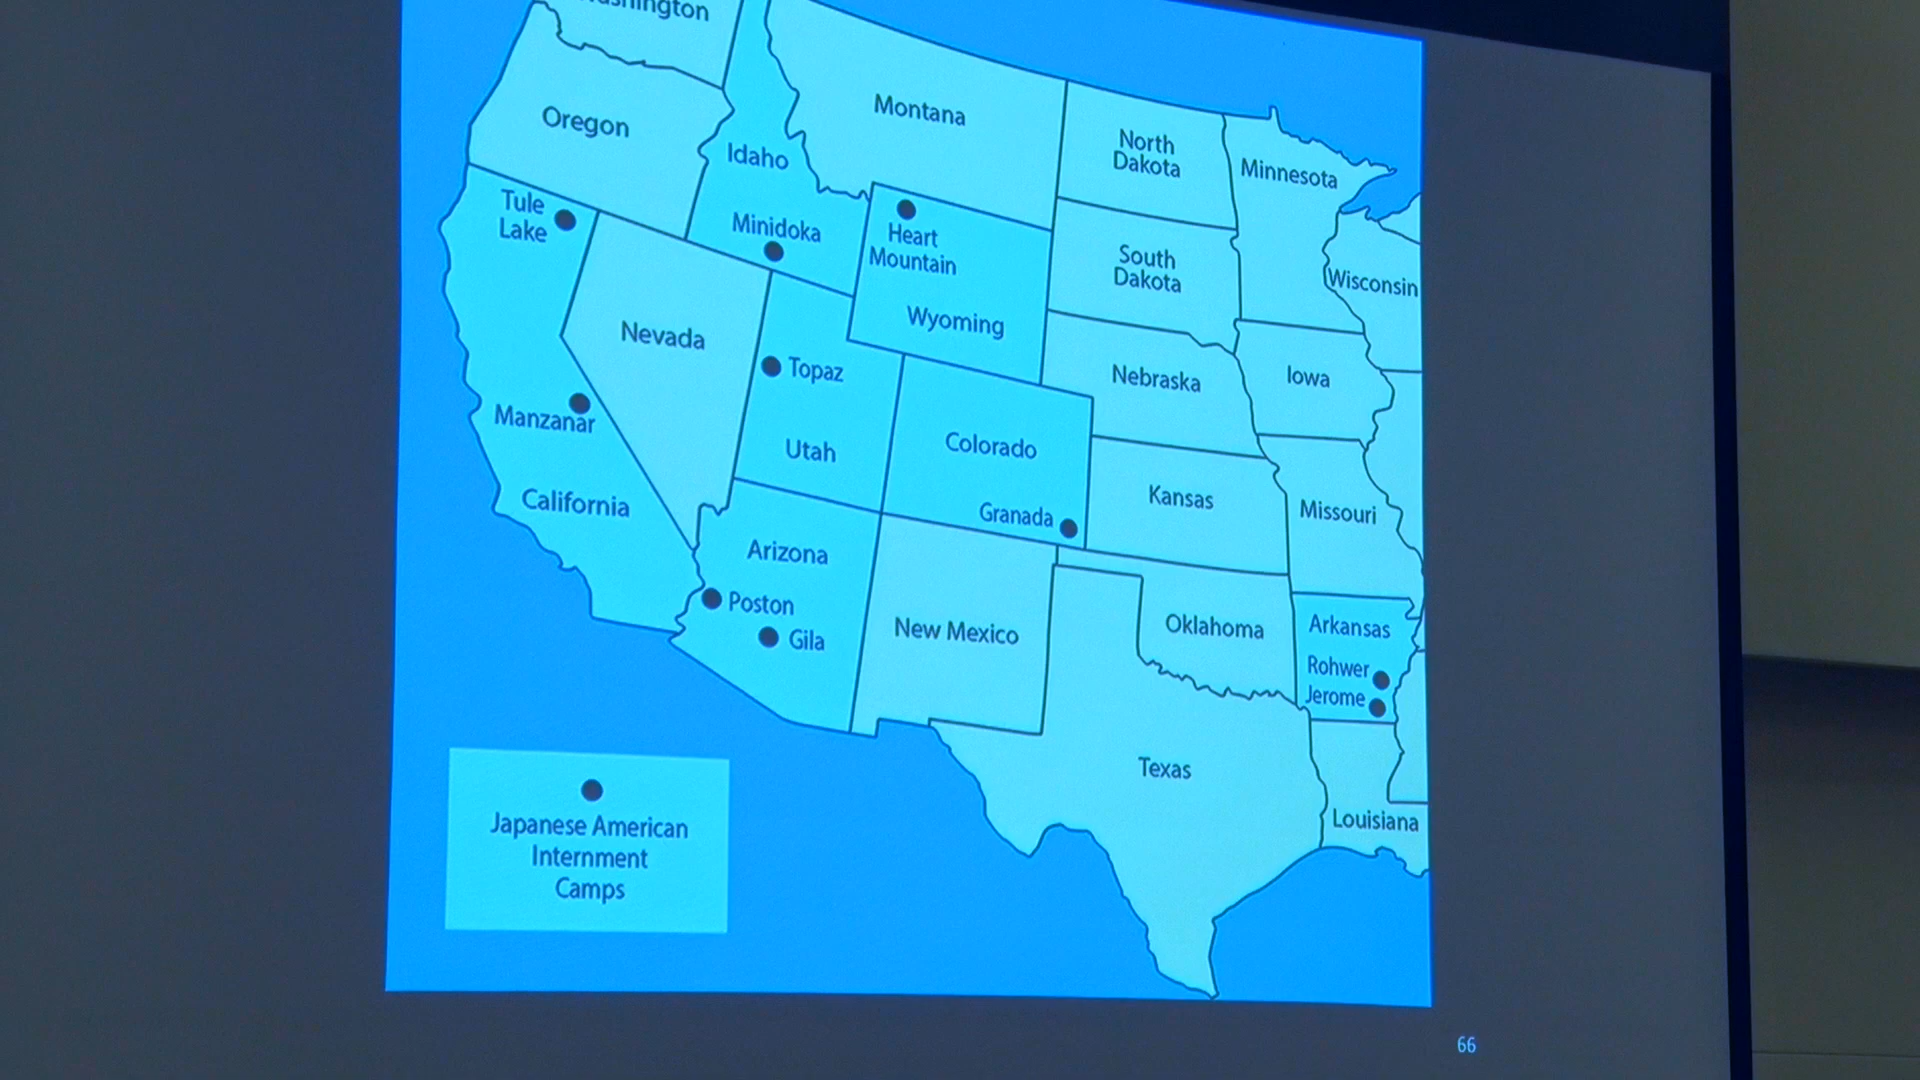 Oregon
Montana
North
Dakota
Minnesota
Idaho
Tule
Lake
Minidoka
Heart
Mountain
South
Dakota
Wisconsin
Wyoming
Nevada
Topaz
Nebraska
Iowa
Manzanar
Utah
Colorado
California
Granada
Kansas
Missouri
Arizona
Poston
Gila
New Mexico
Oklahoma
Arkansas
Rohwer
Jerome
Texas
Louisiana
Japanese American
Internment
Camps
66